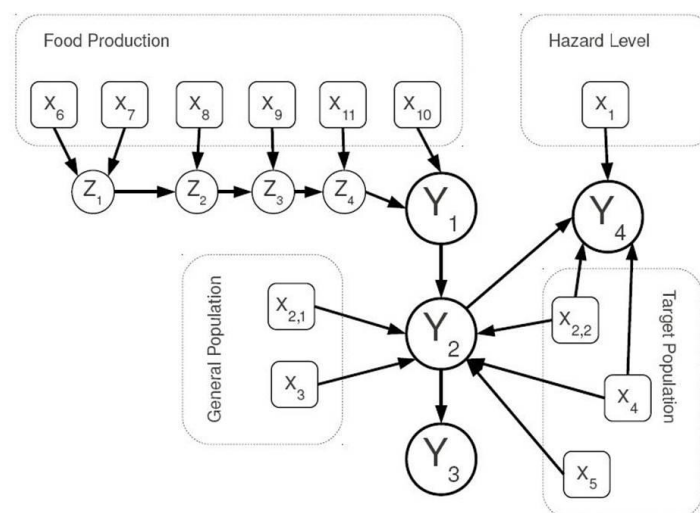 Food Production
Hazard Level
X6 X7 X8 X9 X11 X10
X1
Z1 Z2 Z3 Z4
Y1
Y4
General Population
X2,1
X3
Y2
X2,2
Target Population
X4
Y3
X5